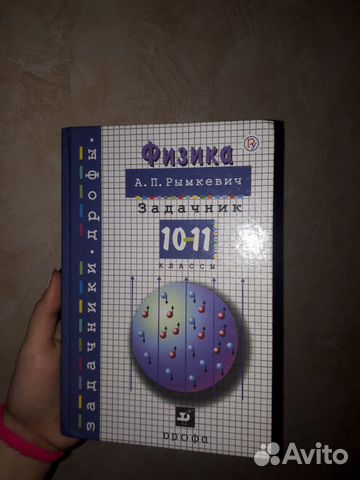 задачники · дрофы ·
Физика
А.П.Рымкевич
Задачник
10-11
классы
дрофа
Avito